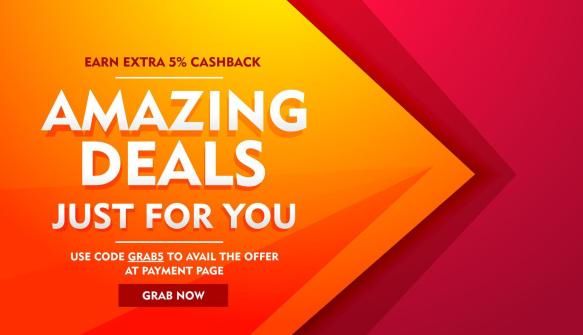 EARN EXTRA 5% CASHBACK
AMAZING
DEALS
JUST FOR YOU
USE CODE GRAB5 TO AVAIL THE OFFER
AT PAYMENT PAGE
GRAB NOW